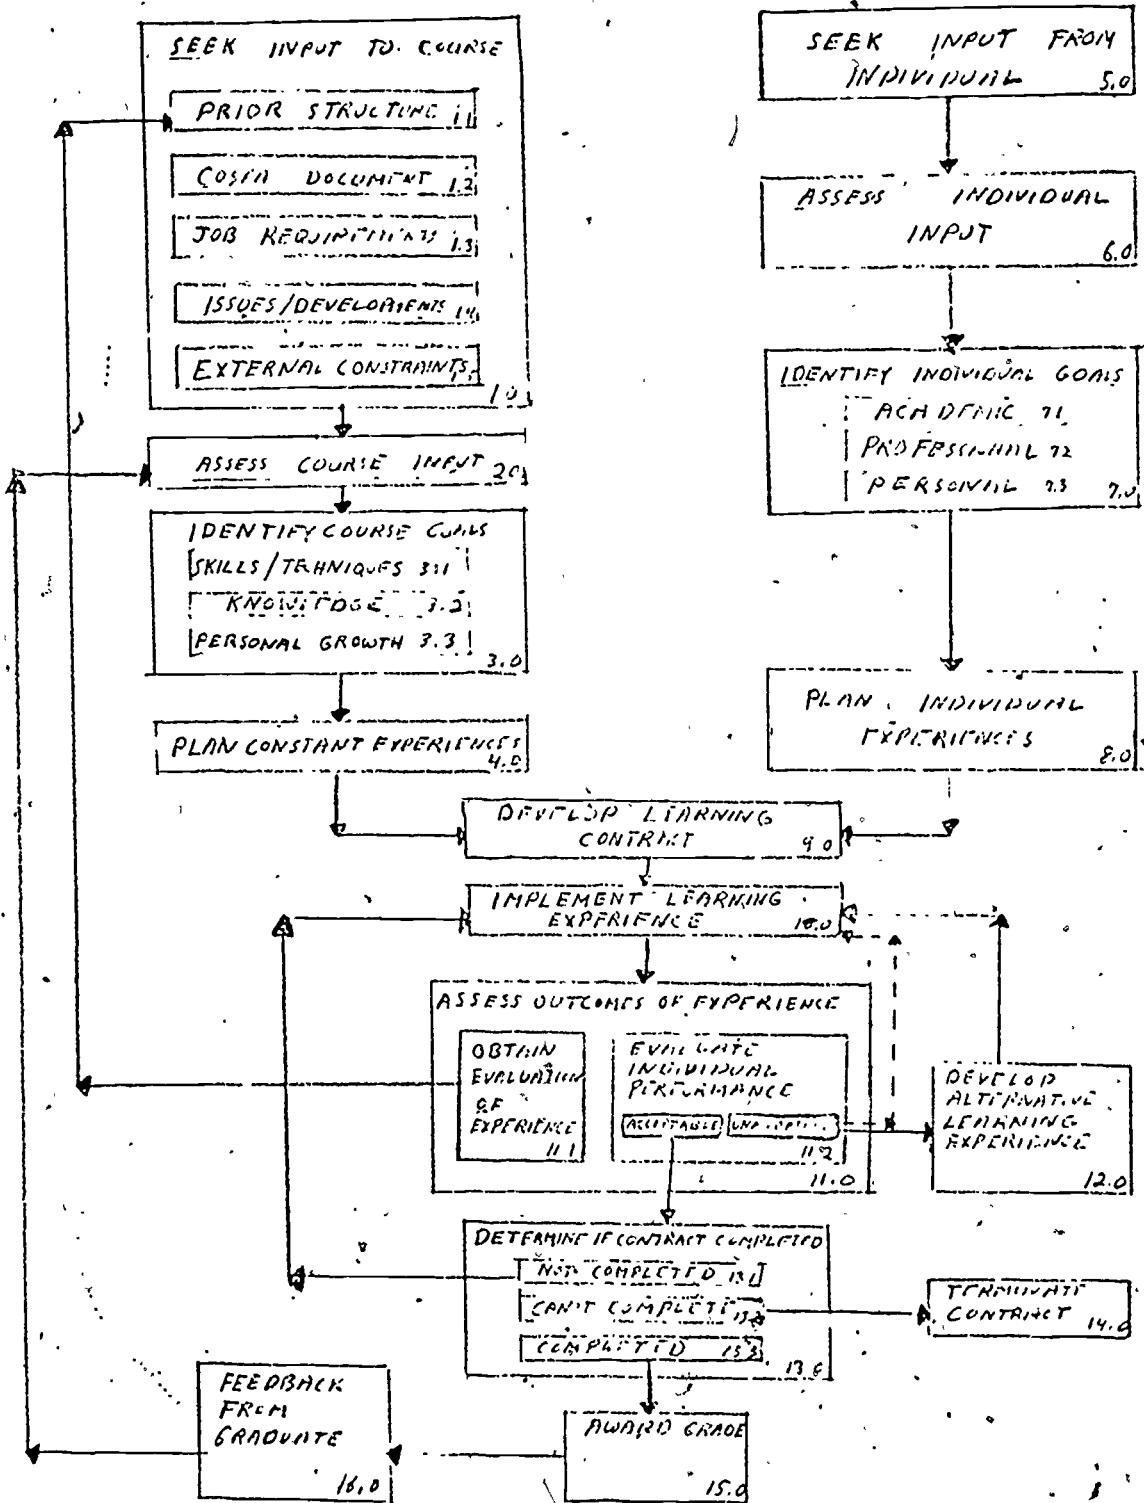 SEEK INPUT TO COURSE
PRIOR STRUCTURE 1.1
COSFA DOCUMENT 1.2
JOB REQUIREMENTS 1.3
ISSUES/DEVELOPMENTS 1.4
EXTERNAL CONSTRAINTS
1.0
ASSESS COURSE INPUT 2.0
IDENTIFY COURSE GOALS
SKILLS/TECHNIQUES 3.1
KNOWLEDGE 3.2
PERSONAL GROWTH 3.3
3.0
PLAN CONSTANT EXPERIENCES
4.0
SEEK INPUT FROM
INDIVIDUAL 5.0
ASSESS INDIVIDUAL
INPUT
6.0
IDENTIFY INDIVIDUAL GOALS
ACADEMIC 7.1
PROFESSIONAL 7.2
PERSONAL 7.3
7.0
PLAN INDIVIDUAL
EXPERIENCES
8.0
DEVELOP LEARNING
CONTRACT 9.0
IMPLEMENT LEARNING
EXPERIENCE 10.0
ASSESS OUTCOMES OF EXPERIENCE
OBTAIN
EVALUATION
OF
EXPERIENCE
11.1
EVALUATE
INDIVIDUAL
PERFORMANCE
ACCEPTABLE
11.2
11.0
DEVELOP
ALTERNATIVE
LEARNING
EXPERIENCE
12.0
DETERMINE IF CONTRACT COMPLETED
NOT COMPLETED 13.1
CAN'T COMPLETE 13.2
COMPLETED 13.3
13.0
TERMINATE
CONTRACT 14.0
AWARD GRADE
15.0
FEEDBACK
FROM
GRADUATE
16.0